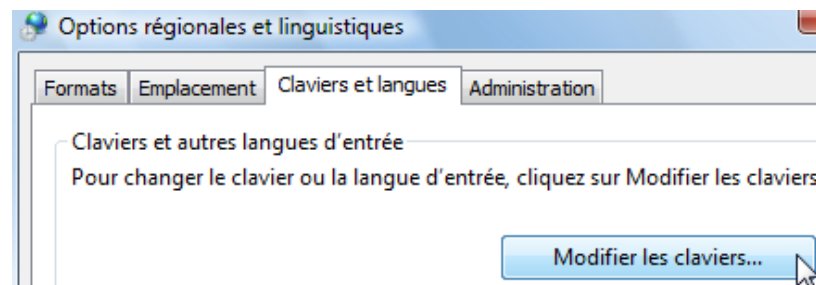 Options régionales et linguistiques
Formats Emplacement Claviers et langues Administration
Claviers et autres langues d'entrée
Pour changer le clavier ou la langue d'entrée, cliquez sur Modifier les claviers
Modifier les claviers...